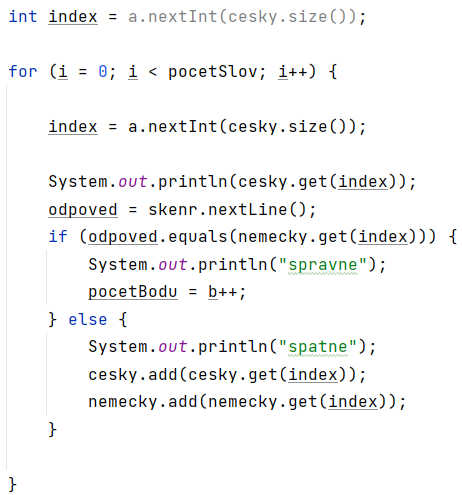 int index = a.nextInt(cesky.size());
for (i = 0; i < pocetSlov; i++) {
index = a.nextInt(cesky.size());
System.out.println(cesky.get(index));
odpoved = skenr.nextLine();
if (odpoved.equals(nemecky.get(index))) {
System.out.println("spravne");
pocetBodu = b++;
} else {
System.out.println("spatne");
cesky.add(cesky.get(index));
nemecky.add(nemecky.get(index));
}
}